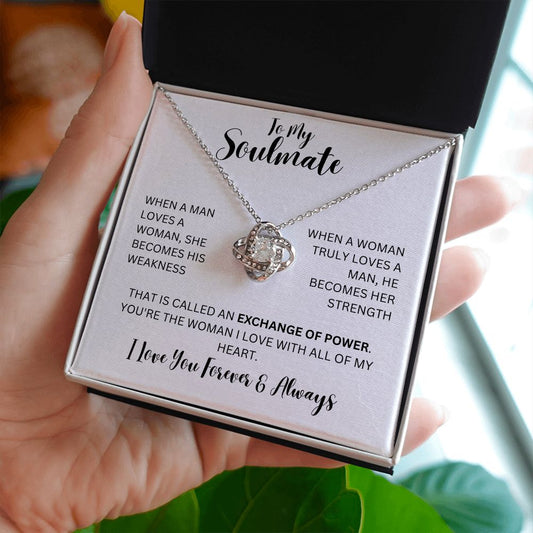 To My
Soulmate
WHEN A MAN
LOVES A
WOMAN, SHE
BECOMES HIS
WEAKNESS
WHEN A WOMAN
TRULY LOVES A
MAN, HE
BECOMES HER
STRENGTH
THAT IS CALLED AN EXCHANGE OF POWER.
YOU'RE THE WOMAN I LOVE WITH ALL OF MY
HEART.
I Love You Forever & Always